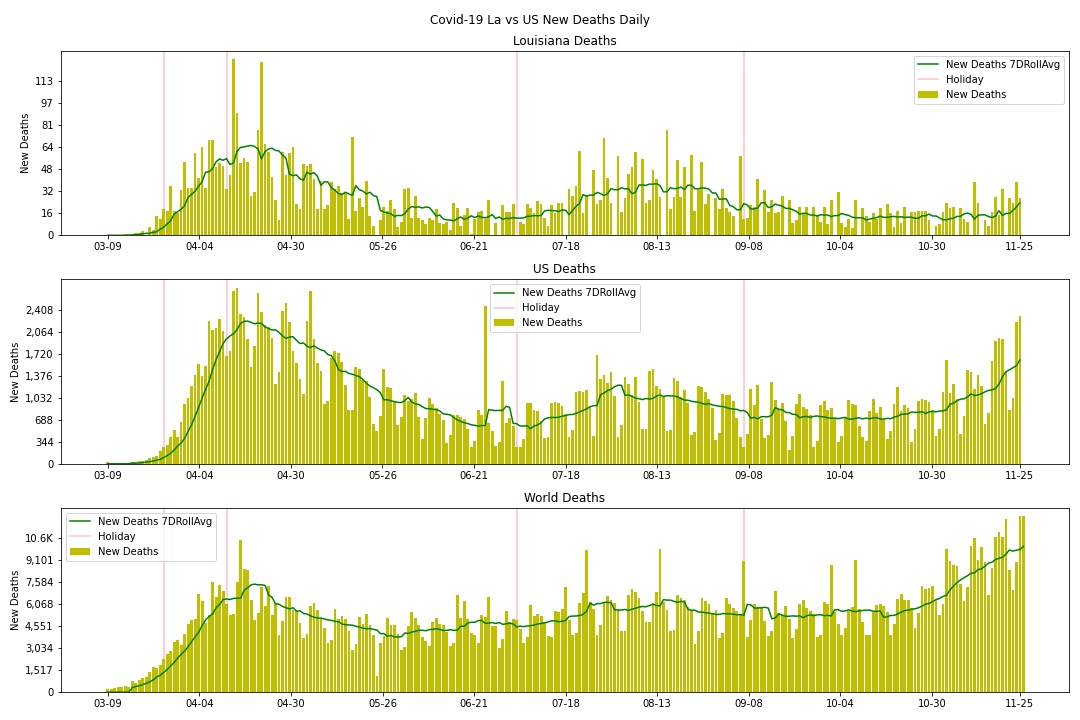 Covid-19 La vs US New Deaths Daily
Louisiana Deaths
New Deaths
113
97
81
64
48
32
16
0
New Deaths 7DRollAvg
Holiday
New Deaths
03-09 04-04 04-30 05-26 06-21 07-18 08-13 09-08 10-04 10-30 11-25
US Deaths
New Deaths
2,408
2,064
1,720
1,376
1,032
688
344
0
New Deaths 7DRollAvg
Holiday
New Deaths
03-09 04-04 04-30 05-26 06-21 07-18 08-13 09-08 10-04 10-30 11-25
World Deaths
New Deaths
10.6K
9,101
7,584
6,068
4,551
3,034
1,517
0
New Deaths 7DRollAvg
Holiday
New Deaths
03-09 04-04 04-30 05-26 06-21 07-18 08-13 09-08 10-04 10-30 11-25